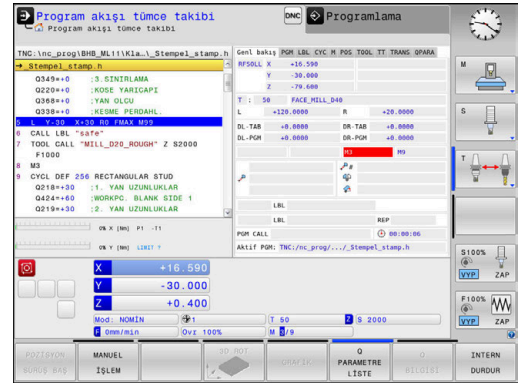 Program akışı tümce takibi
Program akışı tümce takibi
DNC
Programlama
TNC:\nc_prog\BHB_ML11\Kla…\_Stempel_stamp.h
→_Stempel_stamp.h
Q349=+0 ;3.SINIRLAMA
Q220=+0 ;KOSE YARICAPI
Q368=+0 ;YAN OLCU
Q338=+0 ;KESME PERDAHL.
5 L Y-30 X+30 R0 FMAX M99
6 CALL LBL "safe"
7 TOOL CALL "MILL_D20_ROUGH" Z S2000
F1000
8 M3
9 CYCL DEF 256 RECTANGULAR STUD
Q218=+30 ;1. YAN UZUNLUKLAR
Q424=+60 ;WORKPC. BLANK SIDE 1
Q219=+30 ;2. YAN UZUNLUKLAR
0% X [Nm] P1 -T1
0% Y [Nm] LIMIT 1
Genl bakış PGM LBL CYC M POS TOOL TT TRANS QPARA
RFSOLL X +16.590
Y -30.000
Z -79.600
T : 50 FACE_MILL_D40
L +120.0000 R +20.0000
DL-TAB +0.0000 DR-TAB +0.0000
DL-PGM +0.0000 DR-PGM +0.0000
M3 M9
P#
LBL
LBL REP
PGM CALL 00:00:06
Aktif PGM: TNC:/nc_prog/.../_Stempel_stamp.h
X +16.590
Y -30.000
Z +0.400
Mod: NOMİN 1 T 50 Z S 2000
F 0mm/min Ovr 100% M 3/9
M
S
T
S100%
VYP ZAP
F100%
VYP ZAP
POZİSYON
BÜRÜŞ BAŞ
MANUEL
İŞLEM
3D ROT
GRAFİK
Q
PARAMETRE
LİSTE
Q
BİLGİSİ
INTERN
DURDUR